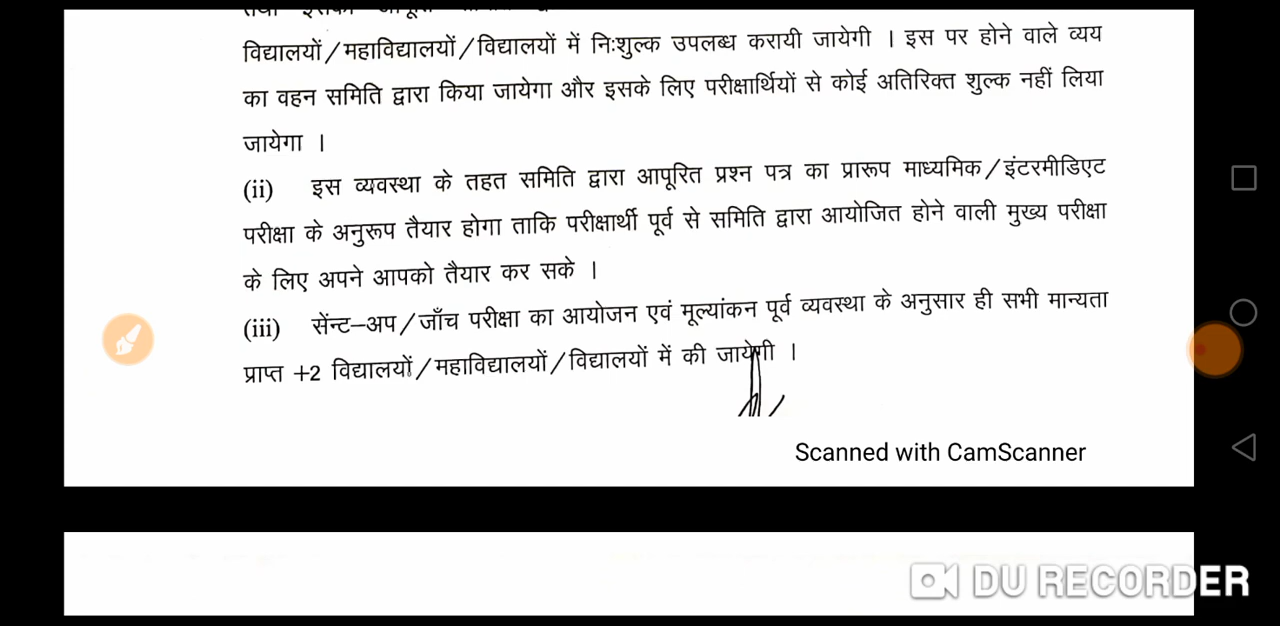 विद्यालयों/महाविद्यालयों/विद्यालयों में निःशुल्क उपलब्ध करायी जायेगी । इस पर होने वाले व्यय
का वहन समिति द्वारा किया जायेगा और इसके लिए परीक्षार्थियों से कोई अतिरिक्त शुल्क नहीं लिया
जायेगा ।
(ii) इस व्यवस्था के तहत समिति द्वारा आपूरित प्रश्न पत्र का प्रारूप माध्यमिक/इंटरमीडिएट
परीक्षा के अनुरूप तैयार होगा ताकि परीक्षार्थी पूर्व से समिति द्वारा आयोजित होने वाली मुख्य परीक्षा
के लिए अपने आपको तैयार कर सके ।
(iii) सेंन्ट–अप/जाँच परीक्षा का आयोजन एवं मूल्यांकन पूर्व व्यवस्था के अनुसार ही सभी मान्यता
प्राप्त +2 विद्यालयों/महाविद्यालयों/विद्यालयों में की जायेगी ।
Scanned with CamScanner
DU RECORDER